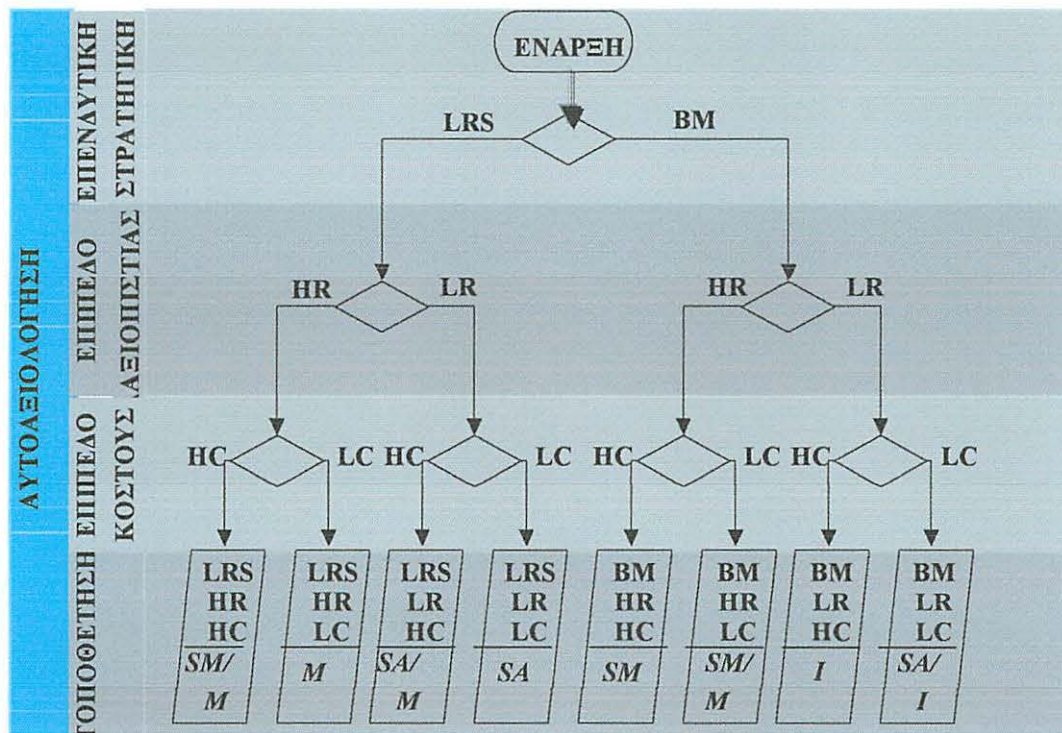 ΕΝΑΡΞΗ
LRS
BM
HR
LR
HR
LR
HC
LC
HC
LC
HC
LC
HC
LC
LRS
HR
HC
SM/
M
LRS
HR
LC
M
LRS
LR
HC
SA/
M
LRS
LR
LC
SA
BM
HR
HC
SM
BM
HR
LC
SM/
M
BM
LR
HC
I
BM
LR
LC
SA/
I
ΑΥΤΟΑΞΙΟΛΟΓΗΣΗ
ΕΠΕΝΔΥΤΙΚΗ
ΣΤΡΑΤΗΓΙΚΗ
ΕΠΙΠΕΔΟ
ΑΞΙΟΠΙΣΤΙΑΣ
ΕΠΙΠΕΔΟ
ΚΟΣΤΟΥΣ
ΤΟΠΟΘΕΤΗΣΗ